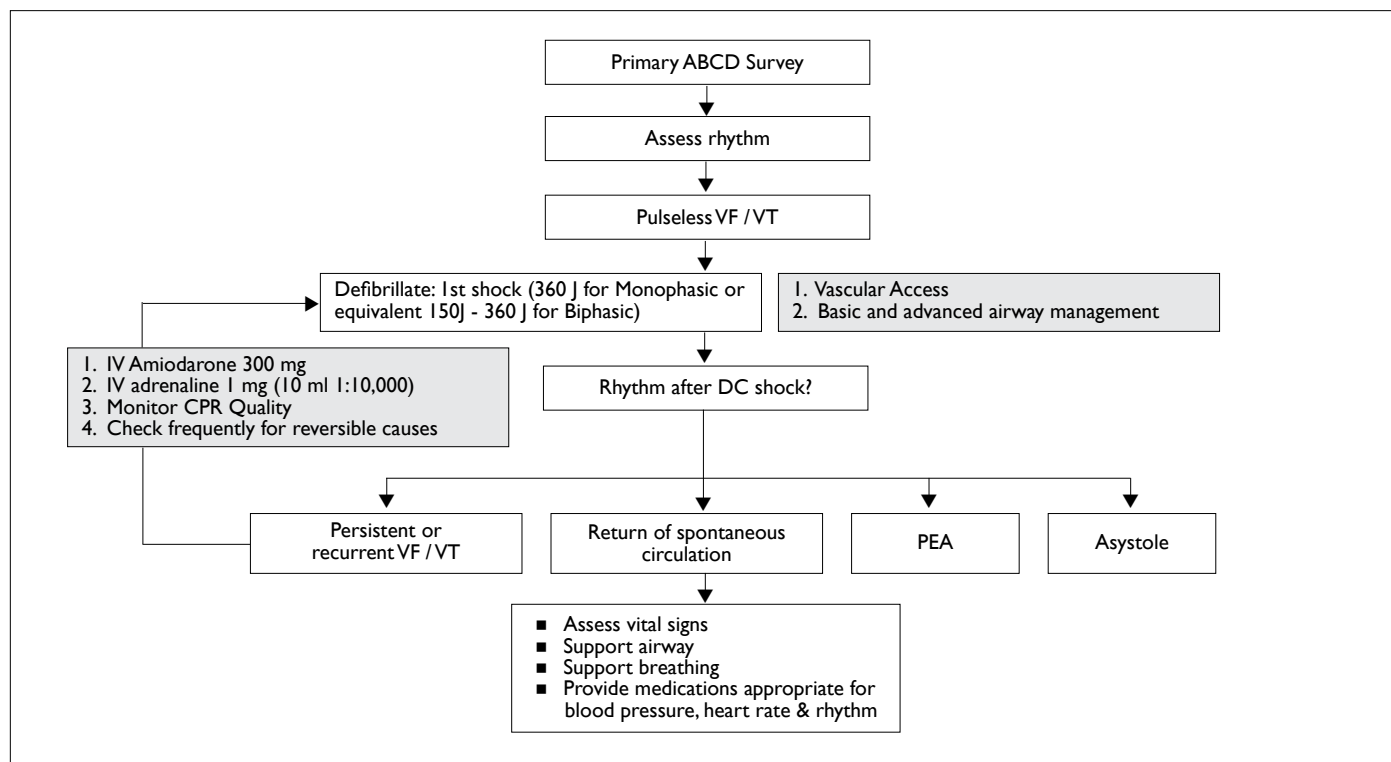 Primary ABCD Survey
Assess rhythm
Pulseless VF / VT
Defibrillate: 1st shock (360 J for Monophasic or
equivalent 150J - 360 J for Biphasic)
1. Vascular Access
2. Basic and advanced airway management
1. IV Amiodarone 300 mg
2. IV adrenaline 1 mg (10 ml 1:10,000)
3. Monitor CPR Quality
4. Check frequently for reversible causes
Rhythm after DC shock?
Persistent or
recurrent VF / VT
Return of spontaneous
circulation
PEA
Asystole
■ Assess vital signs
■ Support airway
■ Support breathing
■ Provide medications appropriate for
blood pressure, heart rate & rhythm